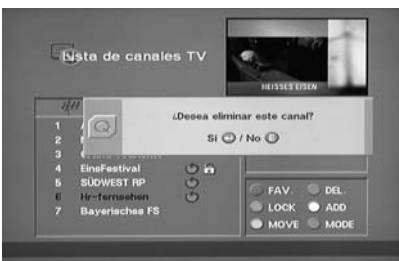 Lista de canales TV
HEISSES EISEN
¿Desea eliminar este canal?
Sí / No
1
2
3
4 EinsFestival
5 SÜDWEST RP
6 Hr-fernsehen
7 Bayerisches FS
FAV. DEL.
LOCK ADD
MOVE MODE